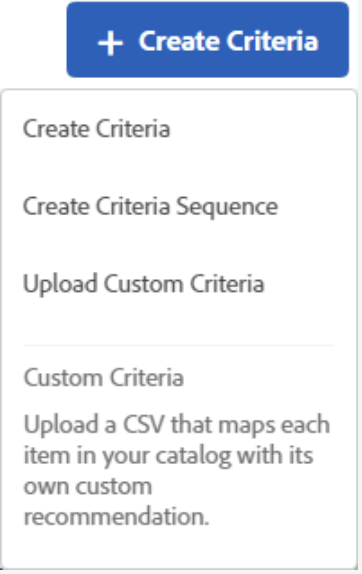 + Create Criteria
Create Criteria
Create Criteria Sequence
Upload Custom Criteria
Custom Criteria
Upload a CSV that maps each
item in your catalog with its
own custom
recommendation.